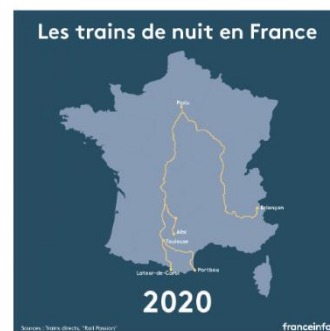 Les trains de nuit en France
Paris
Briançon
Albi
Toulouse
Latour-de-Carol
Portbou
2020
Sources : Trains directs, "Rail Passion"
franceinfo